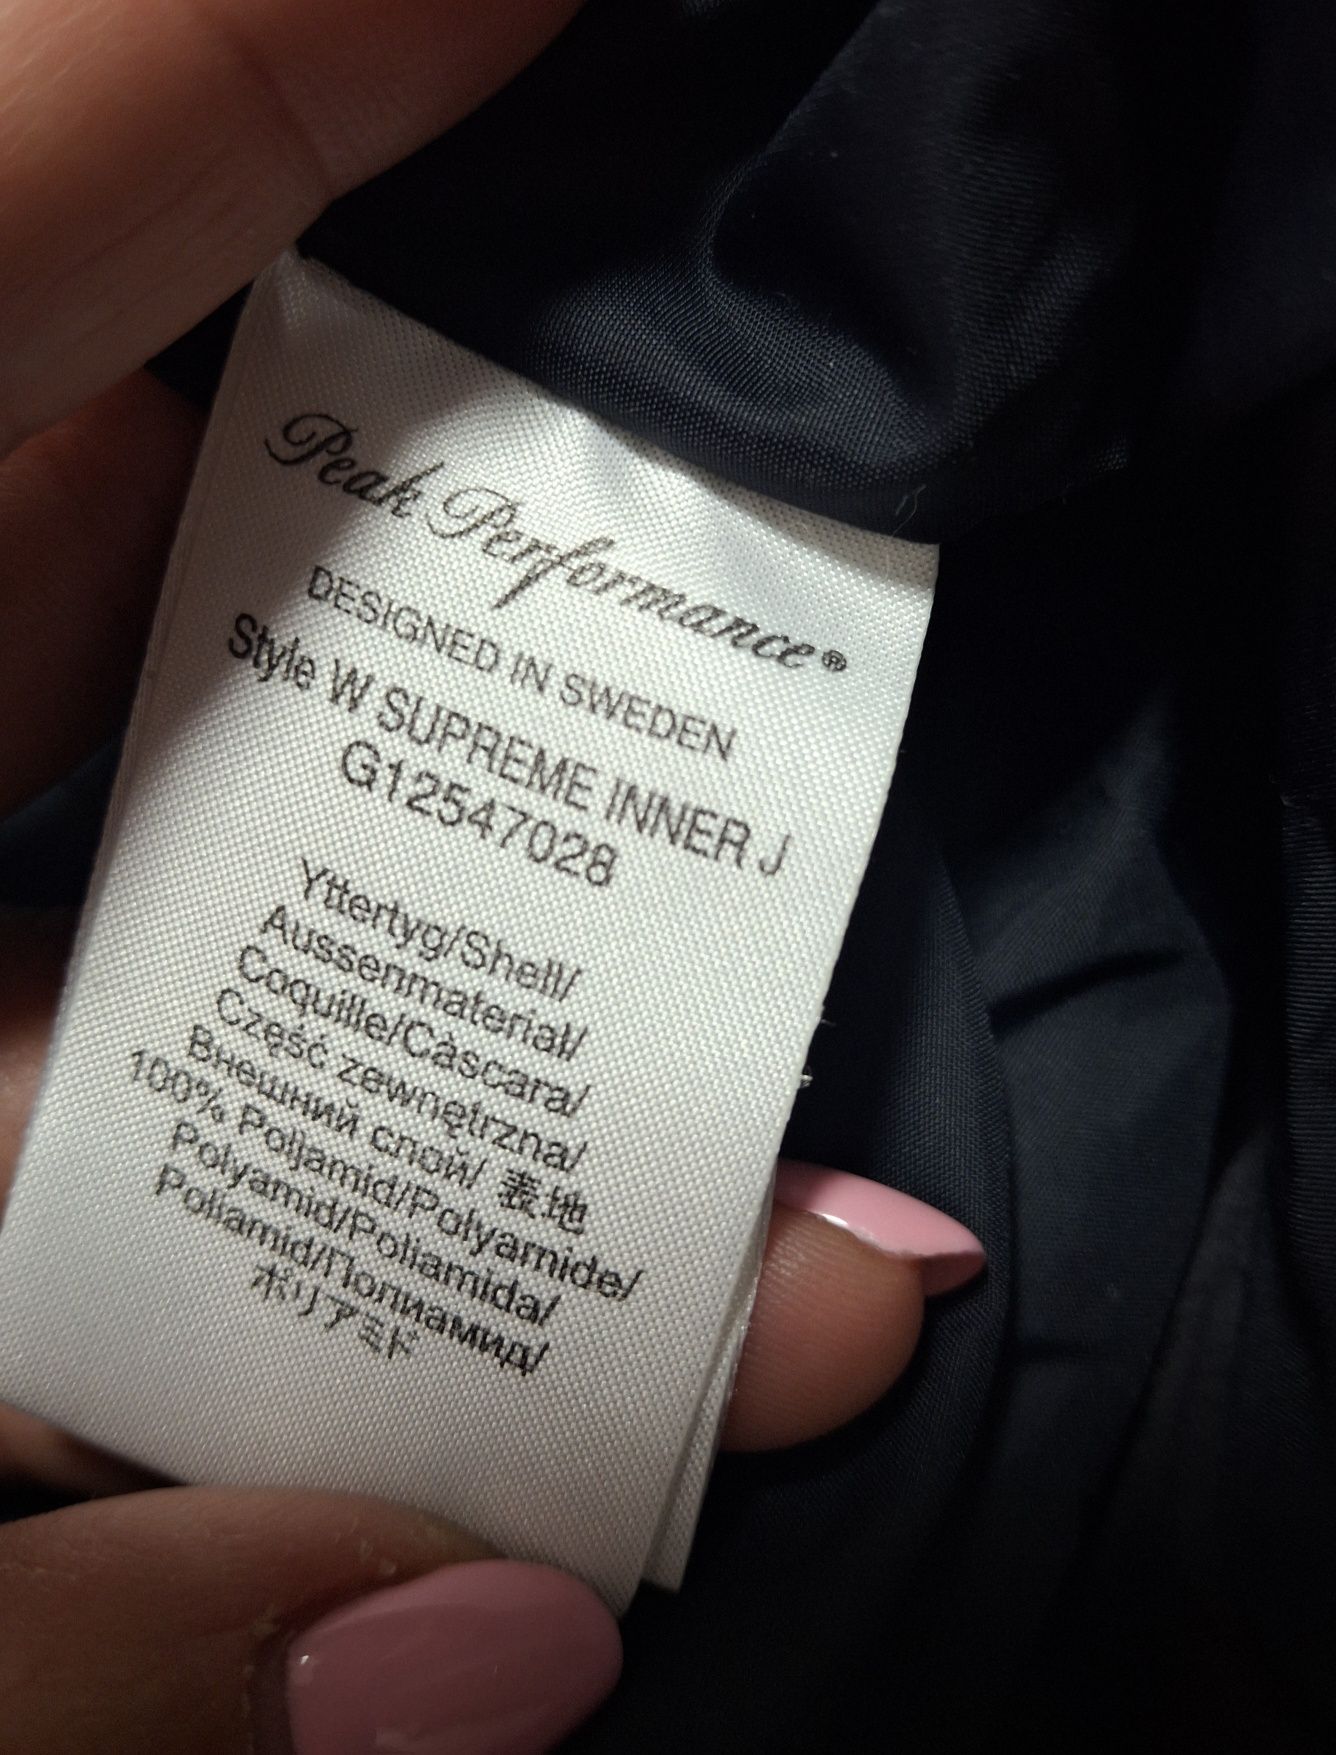 Peak Performance®
DESIGNED IN SWEDEN
Style W SUPREME INNER J
G12547028
Yttertyg/Shell/
Aussenmaterial/
Coquille/Cáscara/
Część zewnętrzna/
Внешний слой/ 表地
100% Poljamid/Polyamide/
Polyamid/Poliamida/
Poliamid/Полиамид/
ポリアミド